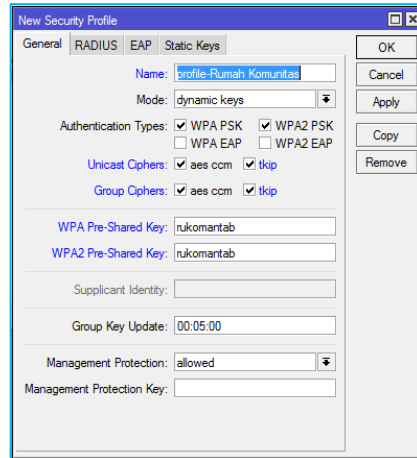 New Security Profile
General RADIUS EAP Static Keys
OK
Name: profile-Rumah Komunitas
Cancel
Mode: dynamic keys
Apply
Authentication Types: WPA PSK WPA2 PSK
WPA EAP WPA2 EAP
Copy
Unicast Ciphers: aes ccm tkip
Remove
Group Ciphers: aes ccm tkip
WPA Pre-Shared Key: rukomantab
WPA2 Pre-Shared Key: rukomantab
Supplicant Identity:
Group Key Update: 00:05:00
Management Protection: allowed
Management Protection Key: